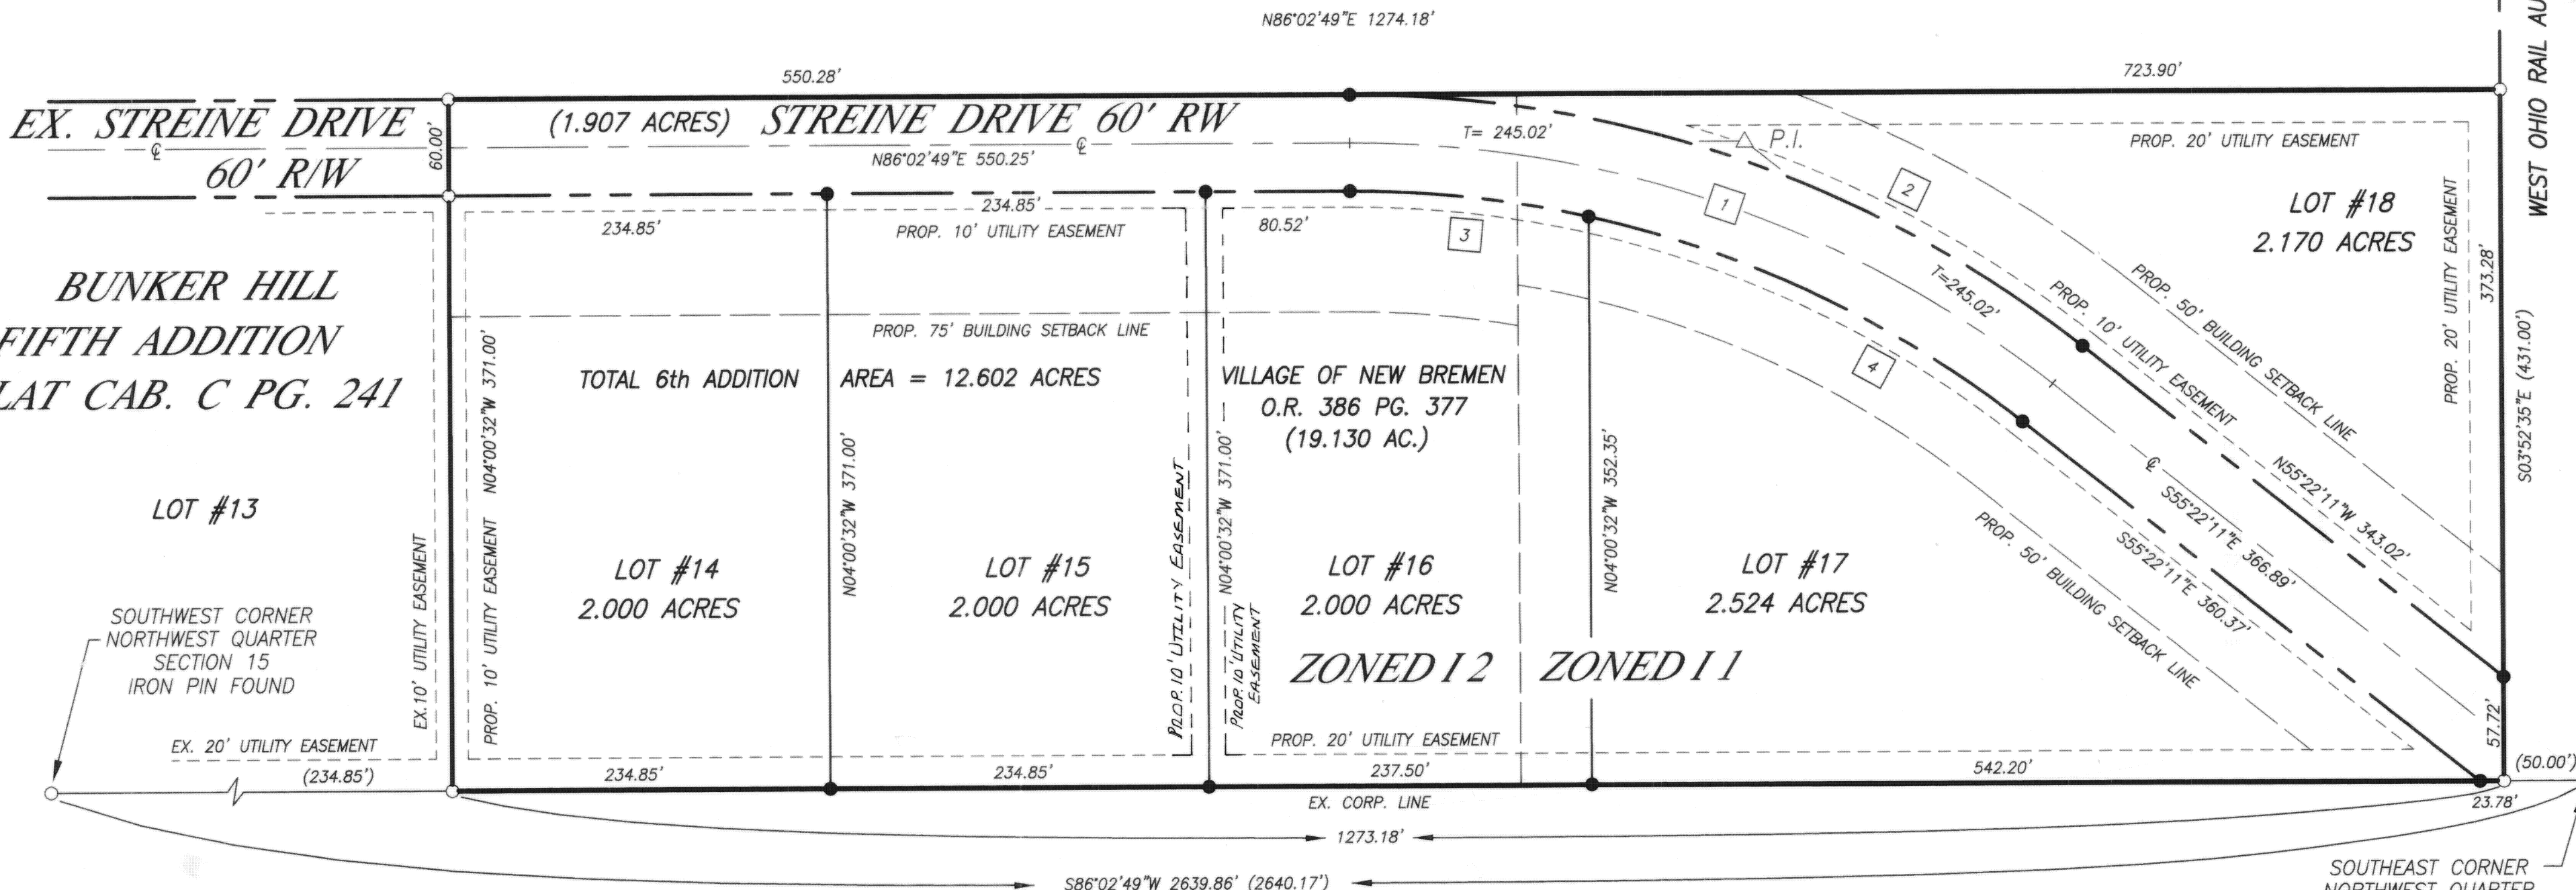 N86°02'49"E 1274.18'
550.28'
723.90'
WEST OHIO RAIL AU
EX. STREINE DRIVE
℄
60' R/W
60.00'
(1.907 ACRES) STREINE DRIVE 60' RW
N86°02'49"E 550.25'
℄
T= 245.02'
P.I.
PROP. 20' UTILITY EASEMENT
1
2
3
4
LOT #18
2.170 ACRES
PROP. 20' UTILITY EASEMENT
373.28'
S03°52'35"E (431.00')
234.85'
234.85'
PROP. 10' UTILITY EASEMENT
80.52'
T=245.02'
PROP. 10' UTILITY EASEMENT
PROP. 50' BUILDING SETBACK LINE
BUNKER HILL
FIFTH ADDITION
LAT CAB. C PG. 241
PROP. 75' BUILDING SETBACK LINE
TOTAL 6th ADDITION AREA = 12.602 ACRES
VILLAGE OF NEW BREMEN
O.R. 386 PG. 377
(19.130 AC.)
N04°00'32"W 371.00'
N04°00'32"W 371.00'
N04°00'32"W 371.00'
N04°00'32"W 352.35'
℄
N55°22'11"W 343.02'
S55°22'11"E 366.89'
S55°22'11"E 360.37'
PROP. 50' BUILDING SETBACK LINE
LOT #13
LOT #14
2.000 ACRES
LOT #15
2.000 ACRES
LOT #16
2.000 ACRES
LOT #17
2.524 ACRES
EX.10' UTILITY EASEMENT
PROP. 10' UTILITY EASEMENT
PROP. 10' UTILITY EASEMENT
PROP. 10' UTILITY
EASEMENT
ZONED I 2
ZONED I 1
SOUTHWEST CORNER
NORTHWEST QUARTER
SECTION 15
IRON PIN FOUND
EX. 20' UTILITY EASEMENT
PROP. 20' UTILITY EASEMENT
57.72'
(50.00')
(234.85')
234.85'
234.85'
237.50'
542.20'
23.78'
EX. CORP. LINE
1273.18'
S86°02'49"W 2639.86' (2640.17')
SOUTHEAST CORNER
NORTHWEST QUARTER